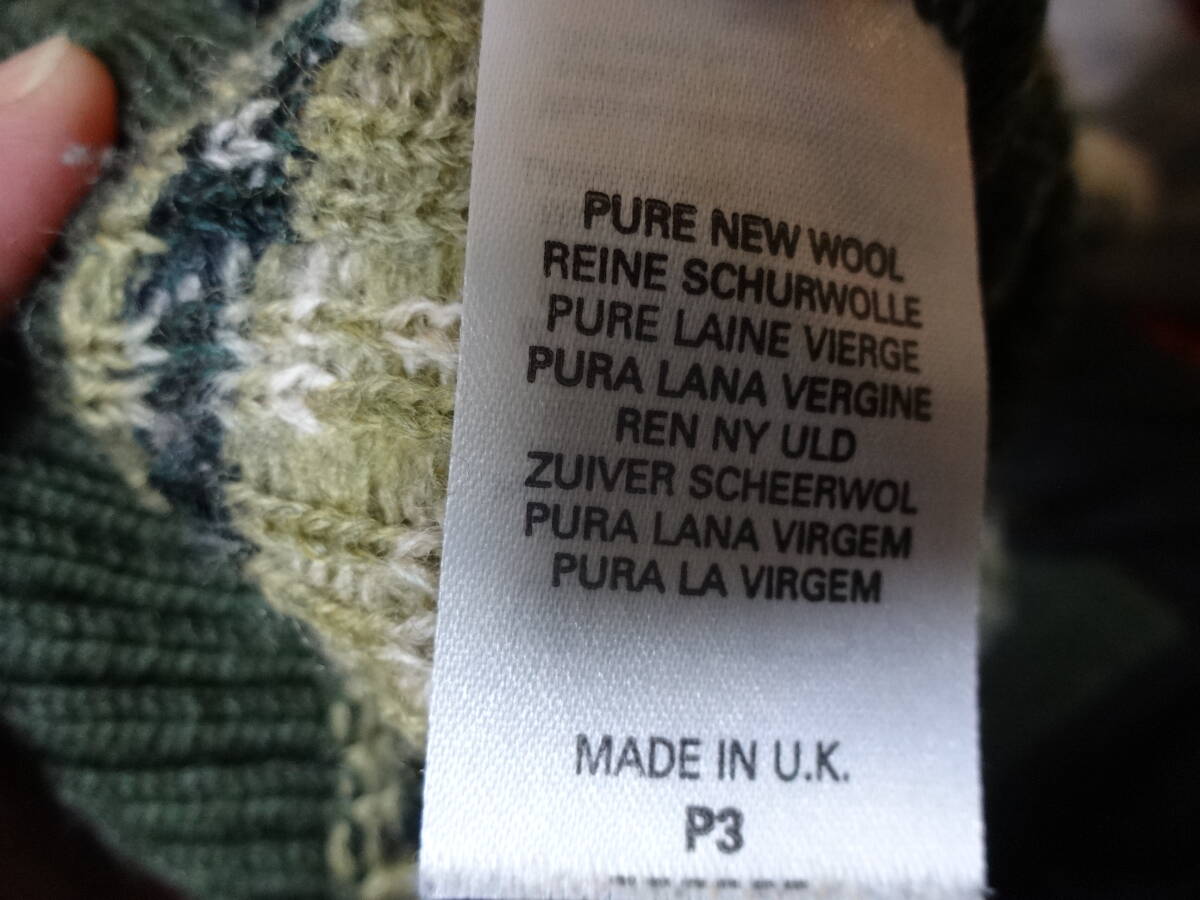 PURE NEW WOOL
REINE SCHURWOLLE
PURE LAINE VIERGE
PURA LANA VERGINE
REN NY ULD
ZUIVER SCHEERWOL
PURA LANA VIRGEM
PURA LA VIRGEM
MADE IN U.K.
P3